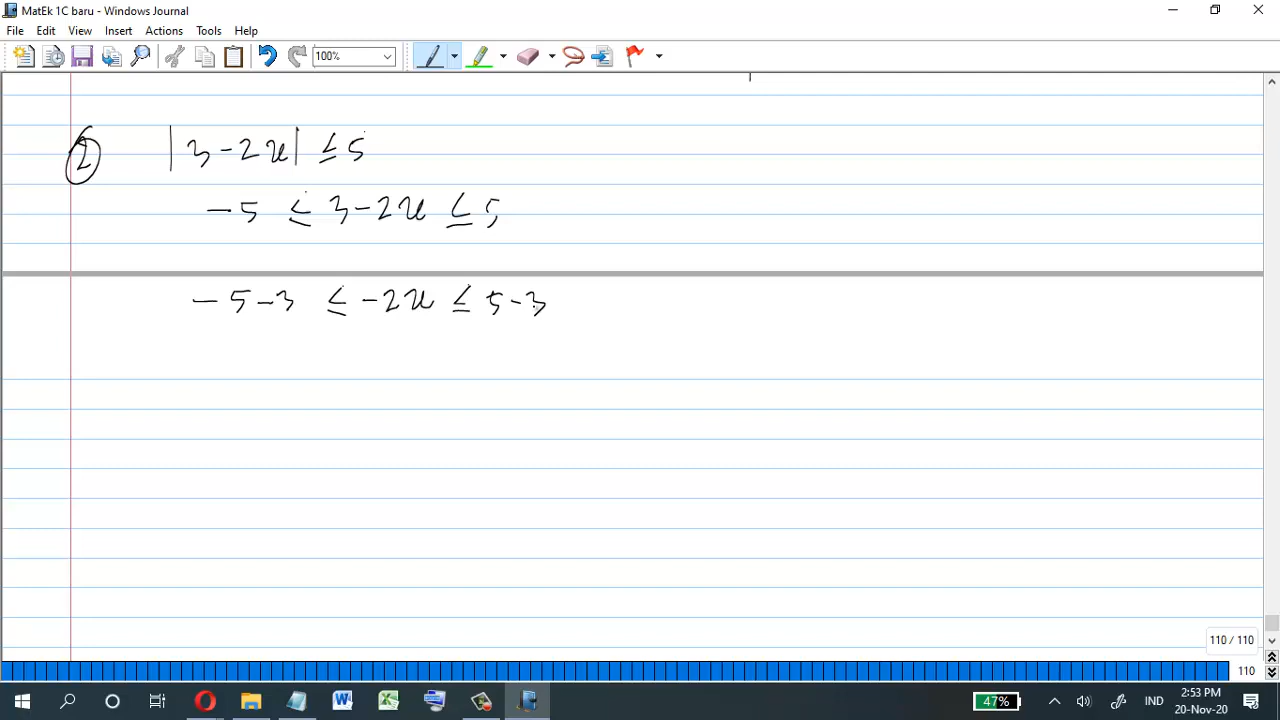 MatEk 1C baru - Windows Journal
File Edit View Insert Actions Tools Help
100%
2 |3-2x| ≤ 5
-5 ≤ 3-2x ≤ 5
-5-3 ≤ -2x ≤ 5-3
110 / 110
110
47% IND 2:53 PM
20-Nov-20